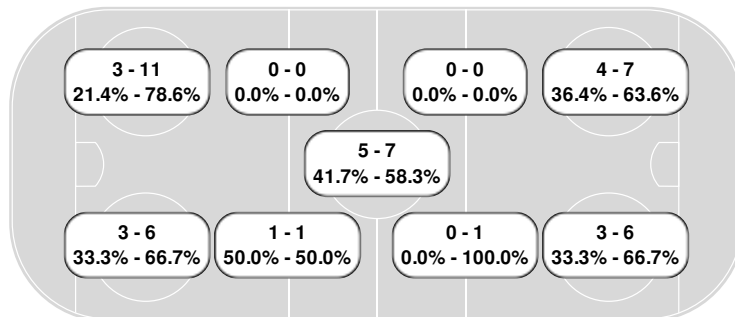 3 - 11
21.4% - 78.6%
0 - 0
0.0% - 0.0%
0 - 0
0.0% - 0.0%
4 - 7
36.4% - 63.6%
5 - 7
41.7% - 58.3%
3 - 6
33.3% - 66.7%
1 - 1
50.0% - 50.0%
0 - 1
0.0% - 100.0%
3 - 6
33.3% - 66.7%